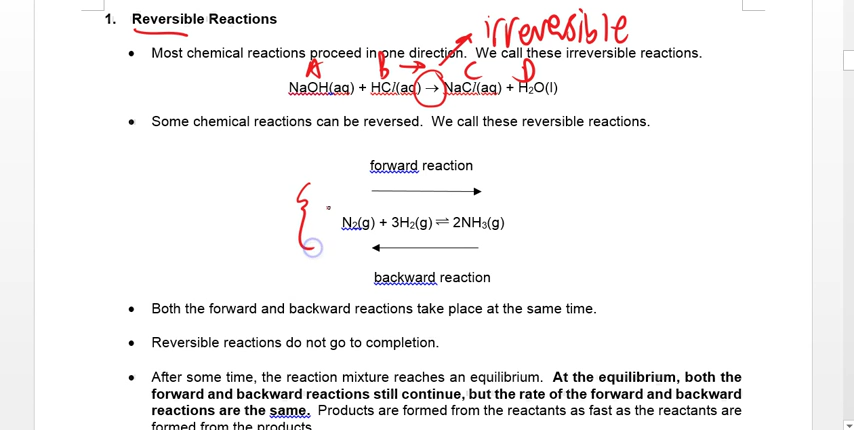 1. Reversible Reactions
irreversible
• Most chemical reactions proceed in one direction. We call these irreversible reactions.
A B → C D
NaOH(aq) + HCl(aq) → NaCl(aq) + H₂O(l)
• Some chemical reactions can be reversed. We call these reversible reactions.
forward reaction
N₂(g) + 3H₂(g) ⇌ 2NH₃(g)
backward reaction
• Both the forward and backward reactions take place at the same time.
• Reversible reactions do not go to completion.
• After some time, the reaction mixture reaches an equilibrium. At the equilibrium, both the
forward and backward reactions still continue, but the rate of the forward and backward
reactions are the same. Products are formed from the reactants as fast as the reactants are
formed from the products.